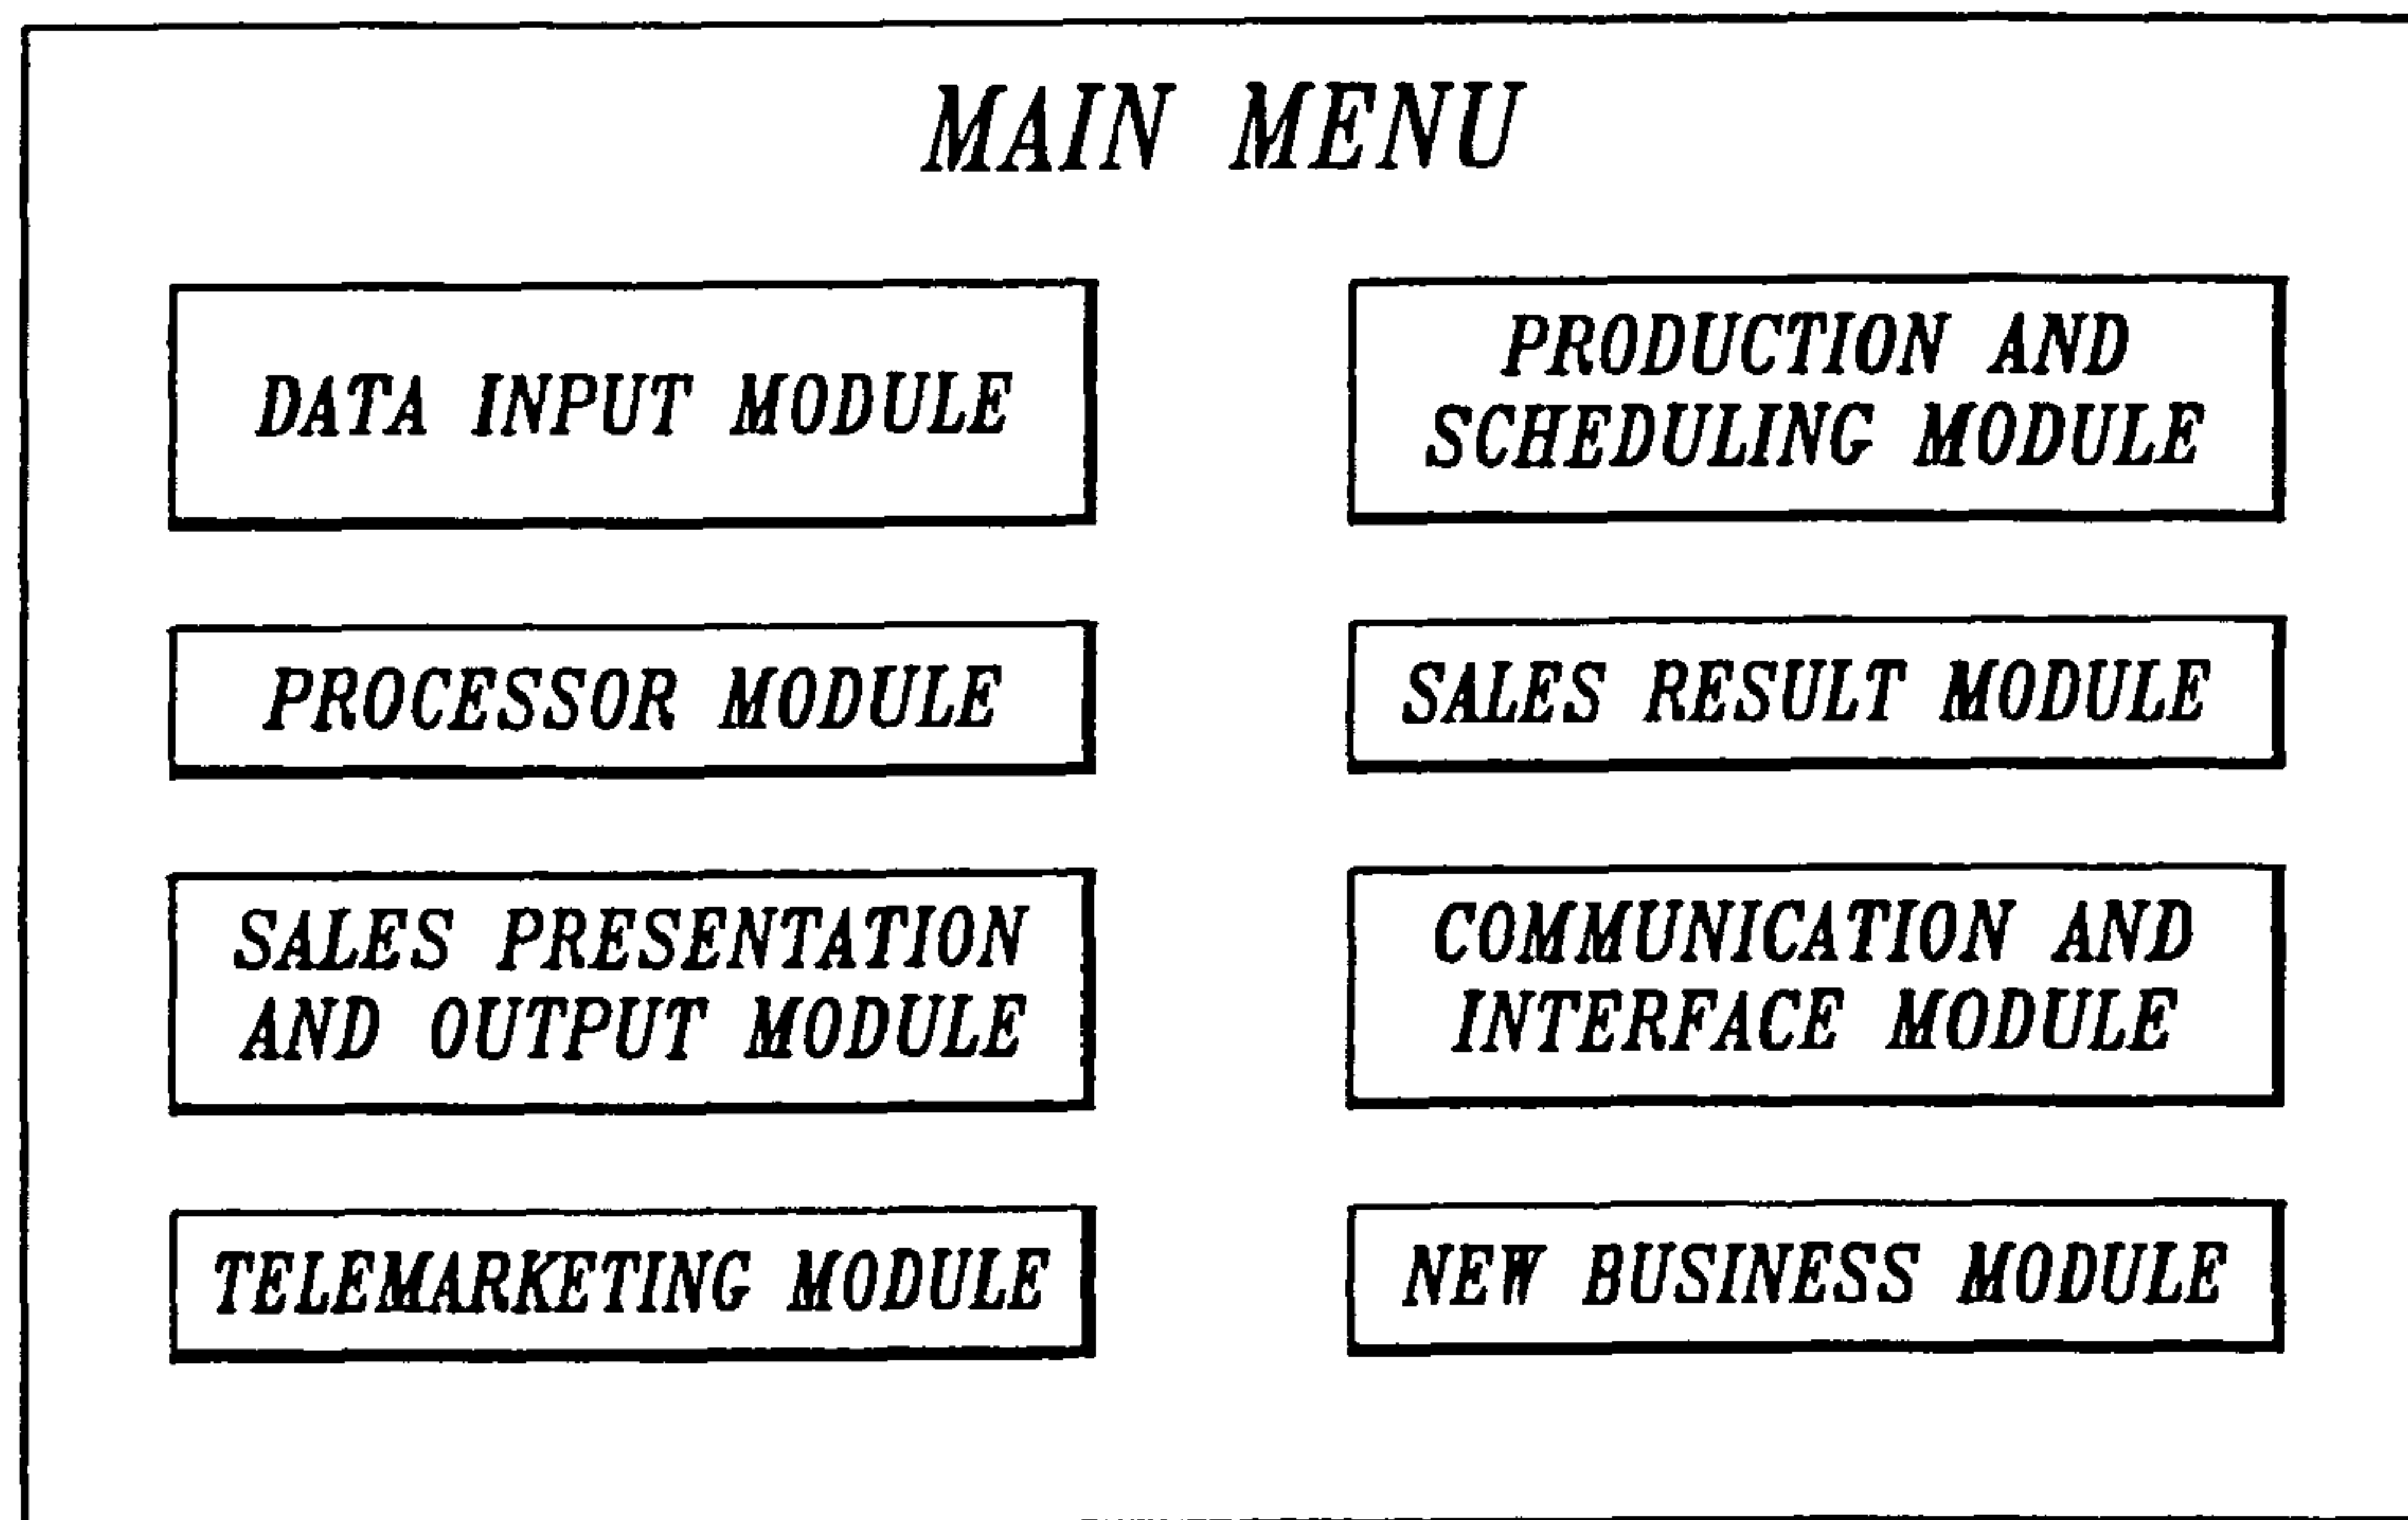 MAIN MENU
DATA INPUT MODULE
PRODUCTION AND
SCHEDULING MODULE
PROCESSOR MODULE
SALES RESULT MODULE
SALES PRESENTATION
AND OUTPUT MODULE
COMMUNICATION AND
INTERFACE MODULE
TELEMARKETING MODULE
NEW BUSINESS MODULE